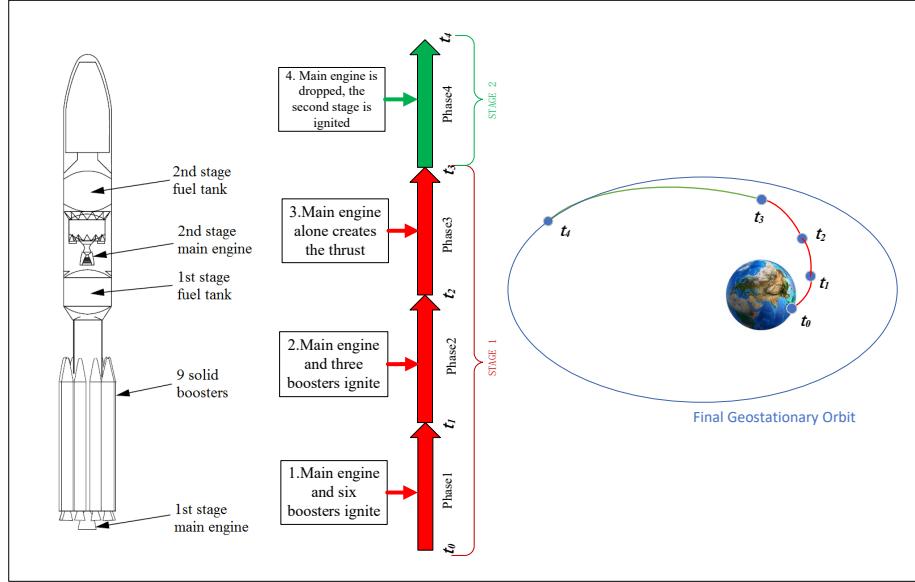 2nd stage
fuel tank
2nd stage
main engine
1st stage
fuel tank
9 solid
boosters
1st stage
main engine
4. Main engine is
dropped, the
second stage is
ignited
3.Main engine
alone creates
the thrust
2.Main engine
and three
boosters ignite
1.Main engine
and six
boosters ignite
t4
Phase4
t3
Phase3
t2
Phase2
t1
Phase1
t0
STAGE 2
STAGE 1
t4
t3
t2
t1
t0
Final Geostationary Orbit